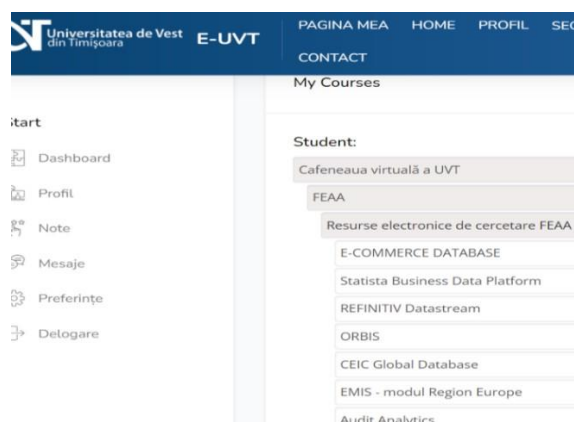 Universitatea de Vest
din Timișoara
E-UVT
PAGINA MEA HOME PROFIL
CONTACT
My Courses
Start
Dashboard
Profil
Note
Mesaje
Preferințe
Delogare
Student:
Cafeneaua virtuală a UVT
FEAA
Resurse electronice de cercetare FEAA
E-COMMERCE DATABASE
Statista Business Data Platform
REFINITIV Datastream
ORBIS
CEIC Global Database
EMIS - modul Region Europe
Audit Analytics